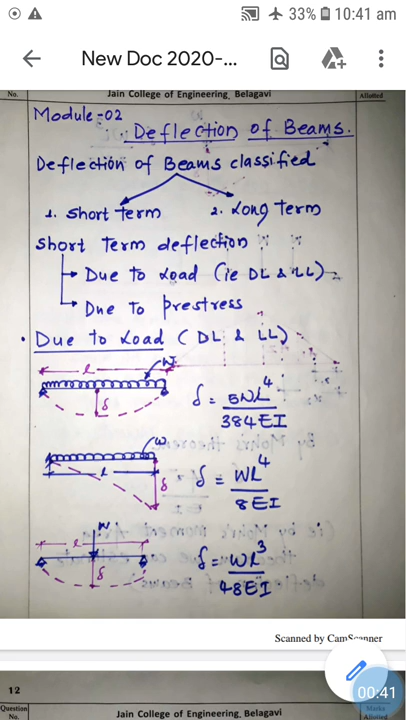 33% 10:41 am
New Doc 2020-...
No. Jain College of Engineering, Belagavi Allotted
Module-02
Deflection of Beams.
Deflection of Beams classified
1. Short term 2. Long Term
Short Term deflection
Due to Load (ie DL & LL)
Due To prestress
• Due to Load ( DL & LL)
l w
δ
δ = 5WL⁴ / 384EI
w
l δ
δ = WL⁴ / 8EI
W
l
δ
δ = WL³ / 48EI
Scanned by CamScanner
00:41
12
Question No. Jain College of Engineering, Belagavi Marks Allotted